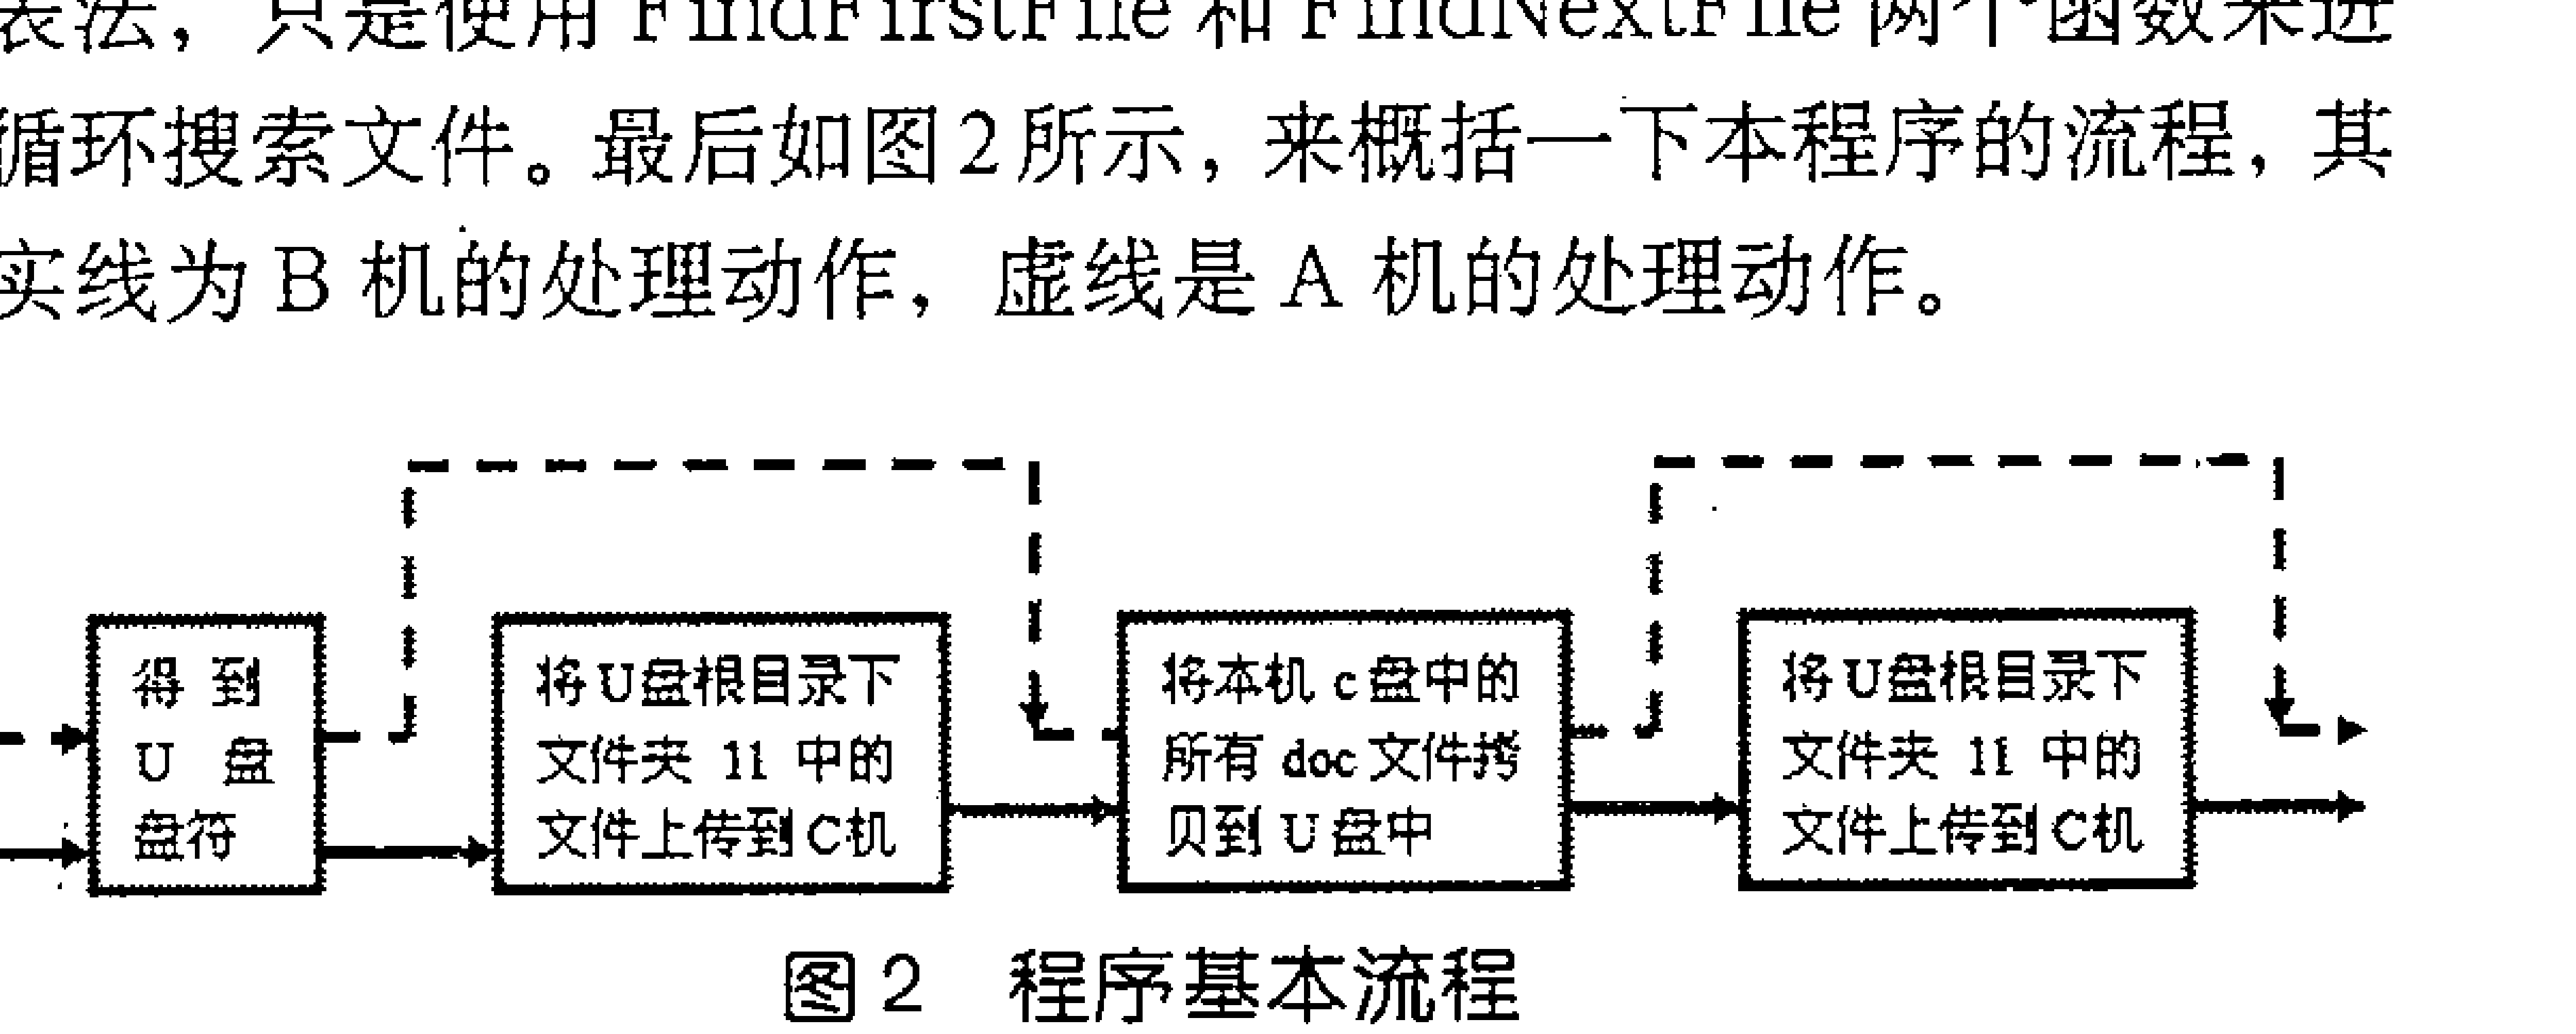 表法，只是使用 FindFirstFile 和 FindNextFile 两个函数来进
循环搜索文件。最后如图2所示，来概括一下本程序的流程，其
实线为 B 机的处理动作，虚线是 A 机的处理动作。
得 到
U 盘
盘符
将U盘根目录下
文件夹 11 中的
文件上传到C机
将本机 c 盘中的
所有 doc 文件拷
贝到 U 盘中
将U盘根目录下
文件夹 11 中的
文件上传到C机
图2 程序基本流程